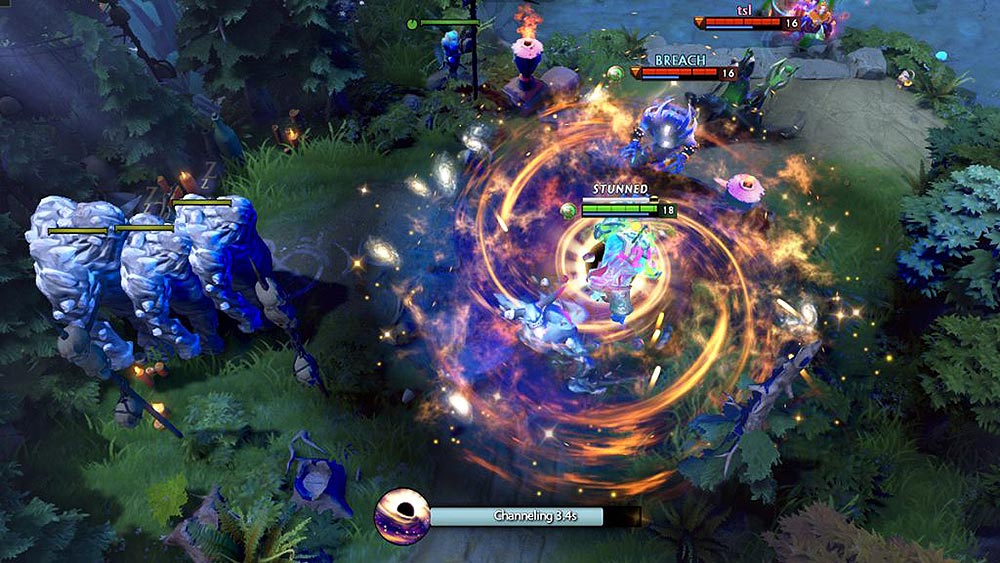 tsl
16
BREACH
16
STUNNED
18
Z
Z
Channeling 3.4s